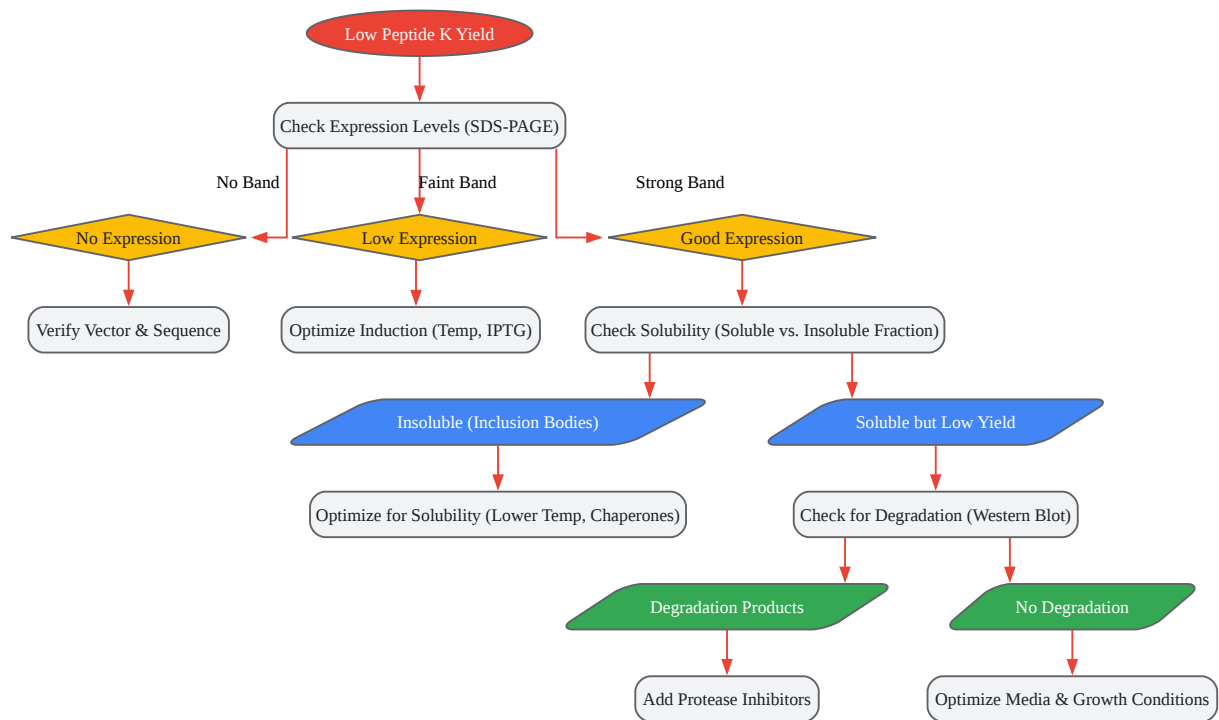 Low Peptide K Yield
Check Expression Levels (SDS-PAGE)
No Band
Faint Band
Strong Band
No Expression
Low Expression
Good Expression
Verify Vector & Sequence
Optimize Induction (Temp, IPTG)
Check Solubility (Soluble vs. Insoluble Fraction)
Insoluble (Inclusion Bodies)
Soluble but Low Yield
Optimize for Solubility (Lower Temp, Chaperones)
Check for Degradation (Western Blot)
Degradation Products
No Degradation
Add Protease Inhibitors
Optimize Media & Growth Conditions